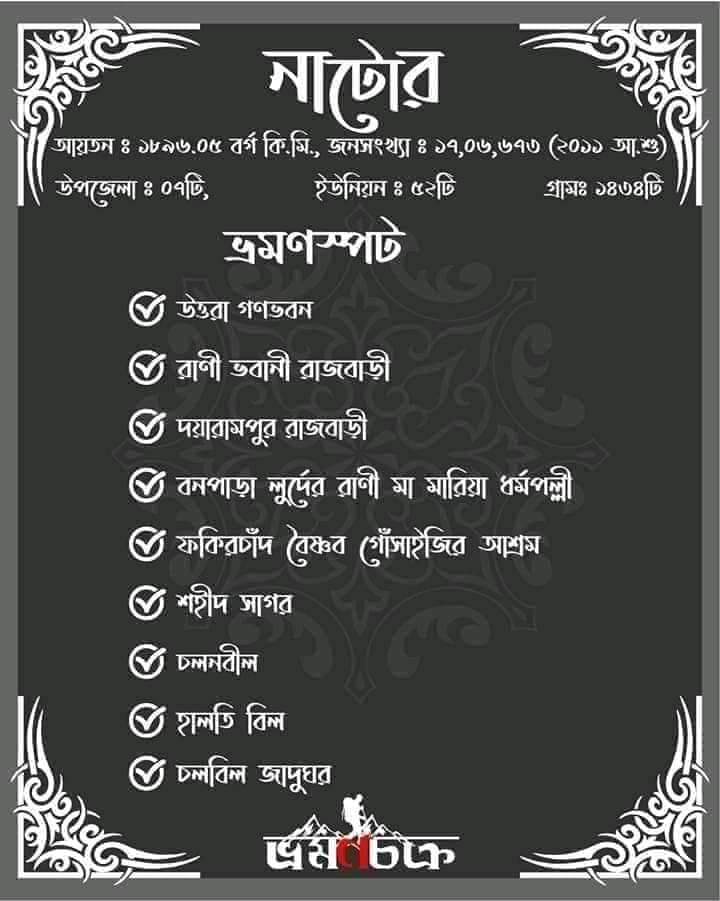 নাটোর
আয়তন ঃ ১৮৯৬.০৫ বর্গ কি.মি., জনসংখ্যা ঃ ১৭,০৬,৬৭৩ (২০১১ আ.শু)
উপজেলা ঃ ০৭টি, ইউনিয়ন ঃ ৫২টি গ্রামঃ ১৪৩৪টি
ভ্রমণস্পট
উত্তরা গণভবন
রাণী ভবানী রাজবাড়ী
দয়ারামপুর রাজবাড়ী
বনপাড়া লুর্দের রাণী মা মারিয়া ধর্মপল্লী
ফকিরচাঁদ বৈষ্ণব গোঁসাইজির আশ্রম
শহীদ সাগর
চলনবীল
হালতি বিল
চলবিল জাদুঘর
ভ্রমণচক্র